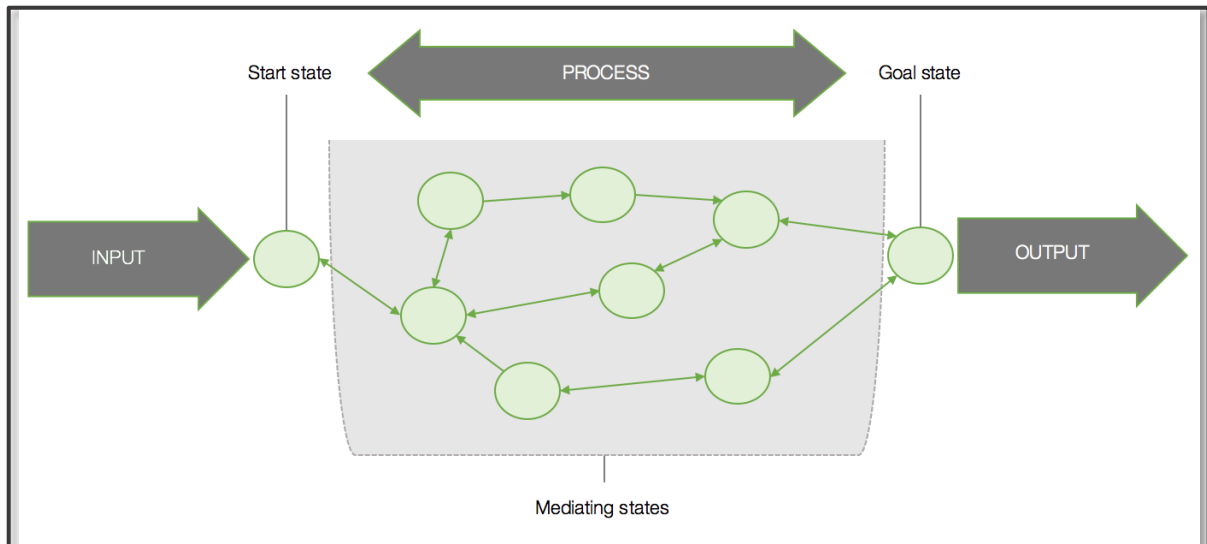 Start state
PROCESS
Goal state
INPUT
OUTPUT
Mediating states